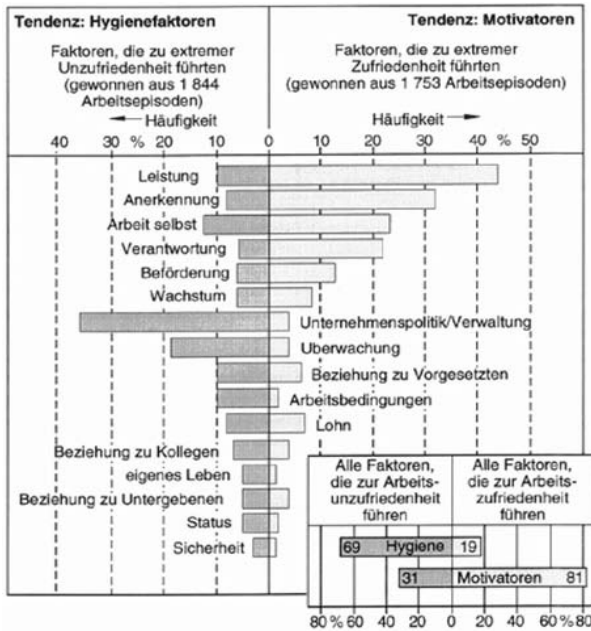 Tendenz: Hygienefaktoren
Faktoren, die zu extremer
Unzufriedenheit führten
(gewonnen aus 1 844
Arbeitsepisoden)
Häufigkeit
40 % 30 20 10 0
Tendenz: Motivatoren
Faktoren, die zu extremer
Zufriedenheit führten
(gewonnen aus 1 753 Arbeitsepisoden)
Häufigkeit
10 20 30 40 % 50
Leistung
Anerkennung
Arbeit selbst
Verantwortung
Beförderung
Wachstum
Unternehmenspolitik/Verwaltung
Uberwachung
Beziehung zu Vorgesetzten
Arbeitsbedingungen
Lohn
Beziehung zu Kollegen
eigenes Leben
Beziehung zu Untergebenen
Status
Sicherheit
Alle Faktoren,
die zur Arbeits-
unzufriedenheit
führen
Alle Faktoren,
die zur Arbeits-
zufriedenheit
führen
69 Hygiene 19
31 Motivatoren 81
80 % 60 40 20 0 20 40 60 % 80